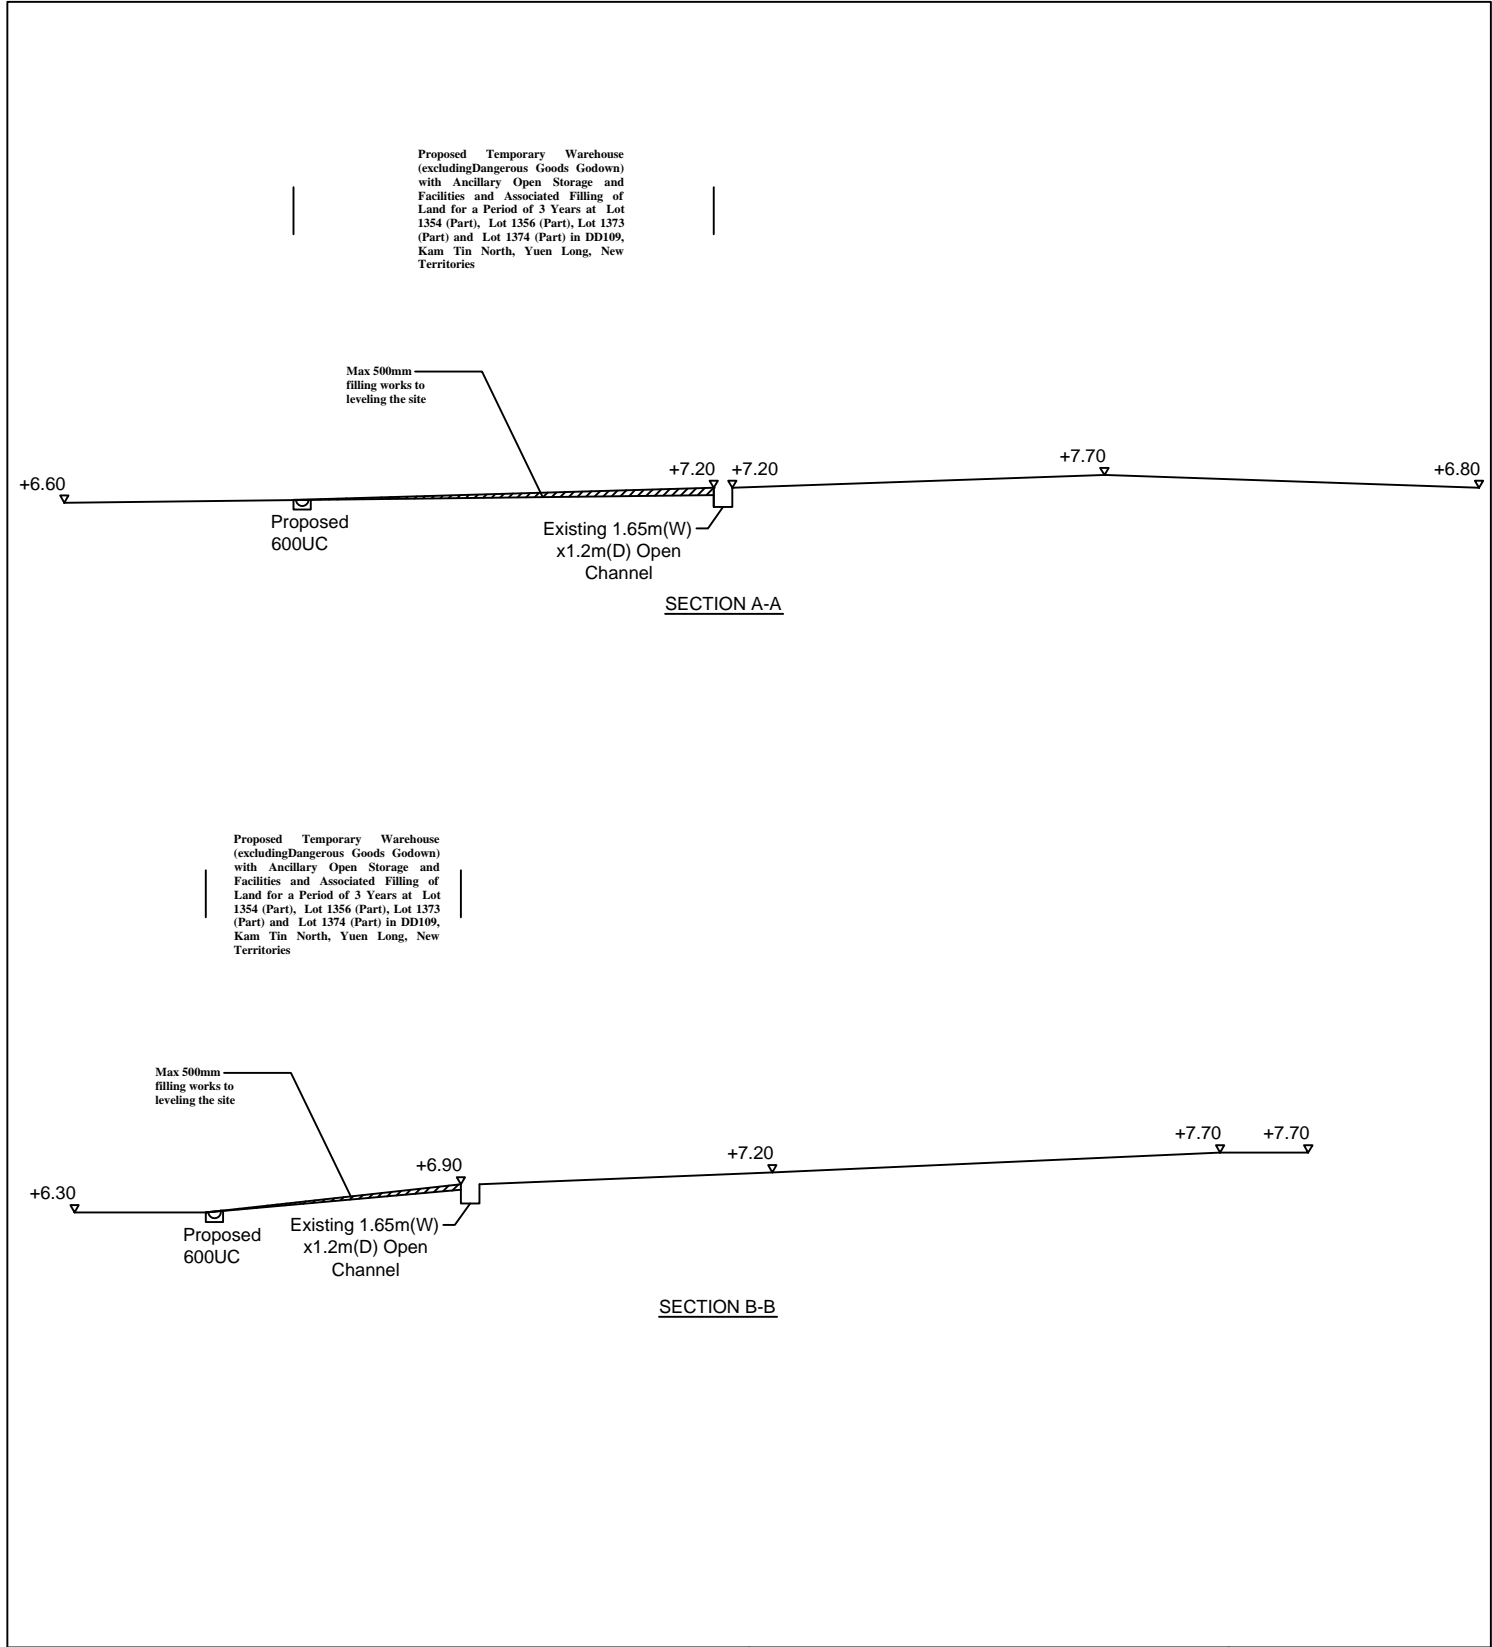 Proposed Temporary Warehouse
(excludingDangerous Goods Godown)
with Ancillary Open Storage and
Facilities and Associated Filling of
Land for a Period of 3 Years at Lot
1354 (Part), Lot 1356 (Part), Lot 1373
(Part) and Lot 1374 (Part) in DD109,
Kam Tin North, Yuen Long, New
Territories
Max 500mm
filling works to
leveling the site
+6.60
+7.20
+7.20
+7.70
+6.80
Proposed
600UC
Existing 1.65m(W)
x1.2m(D) Open
Channel
SECTION A-A
Proposed Temporary Warehouse
(excludingDangerous Goods Godown)
with Ancillary Open Storage and
Facilities and Associated Filling of
Land for a Period of 3 Years at Lot
1354 (Part), Lot 1356 (Part), Lot 1373
(Part) and Lot 1374 (Part) in DD109,
Kam Tin North, Yuen Long, New
Territories
Max 500mm
filling works to
leveling the site
+6.30
+6.90
+7.20
+7.70
+7.70
Proposed
600UC
Existing 1.65m(W)
x1.2m(D) Open
Channel
SECTION B-B